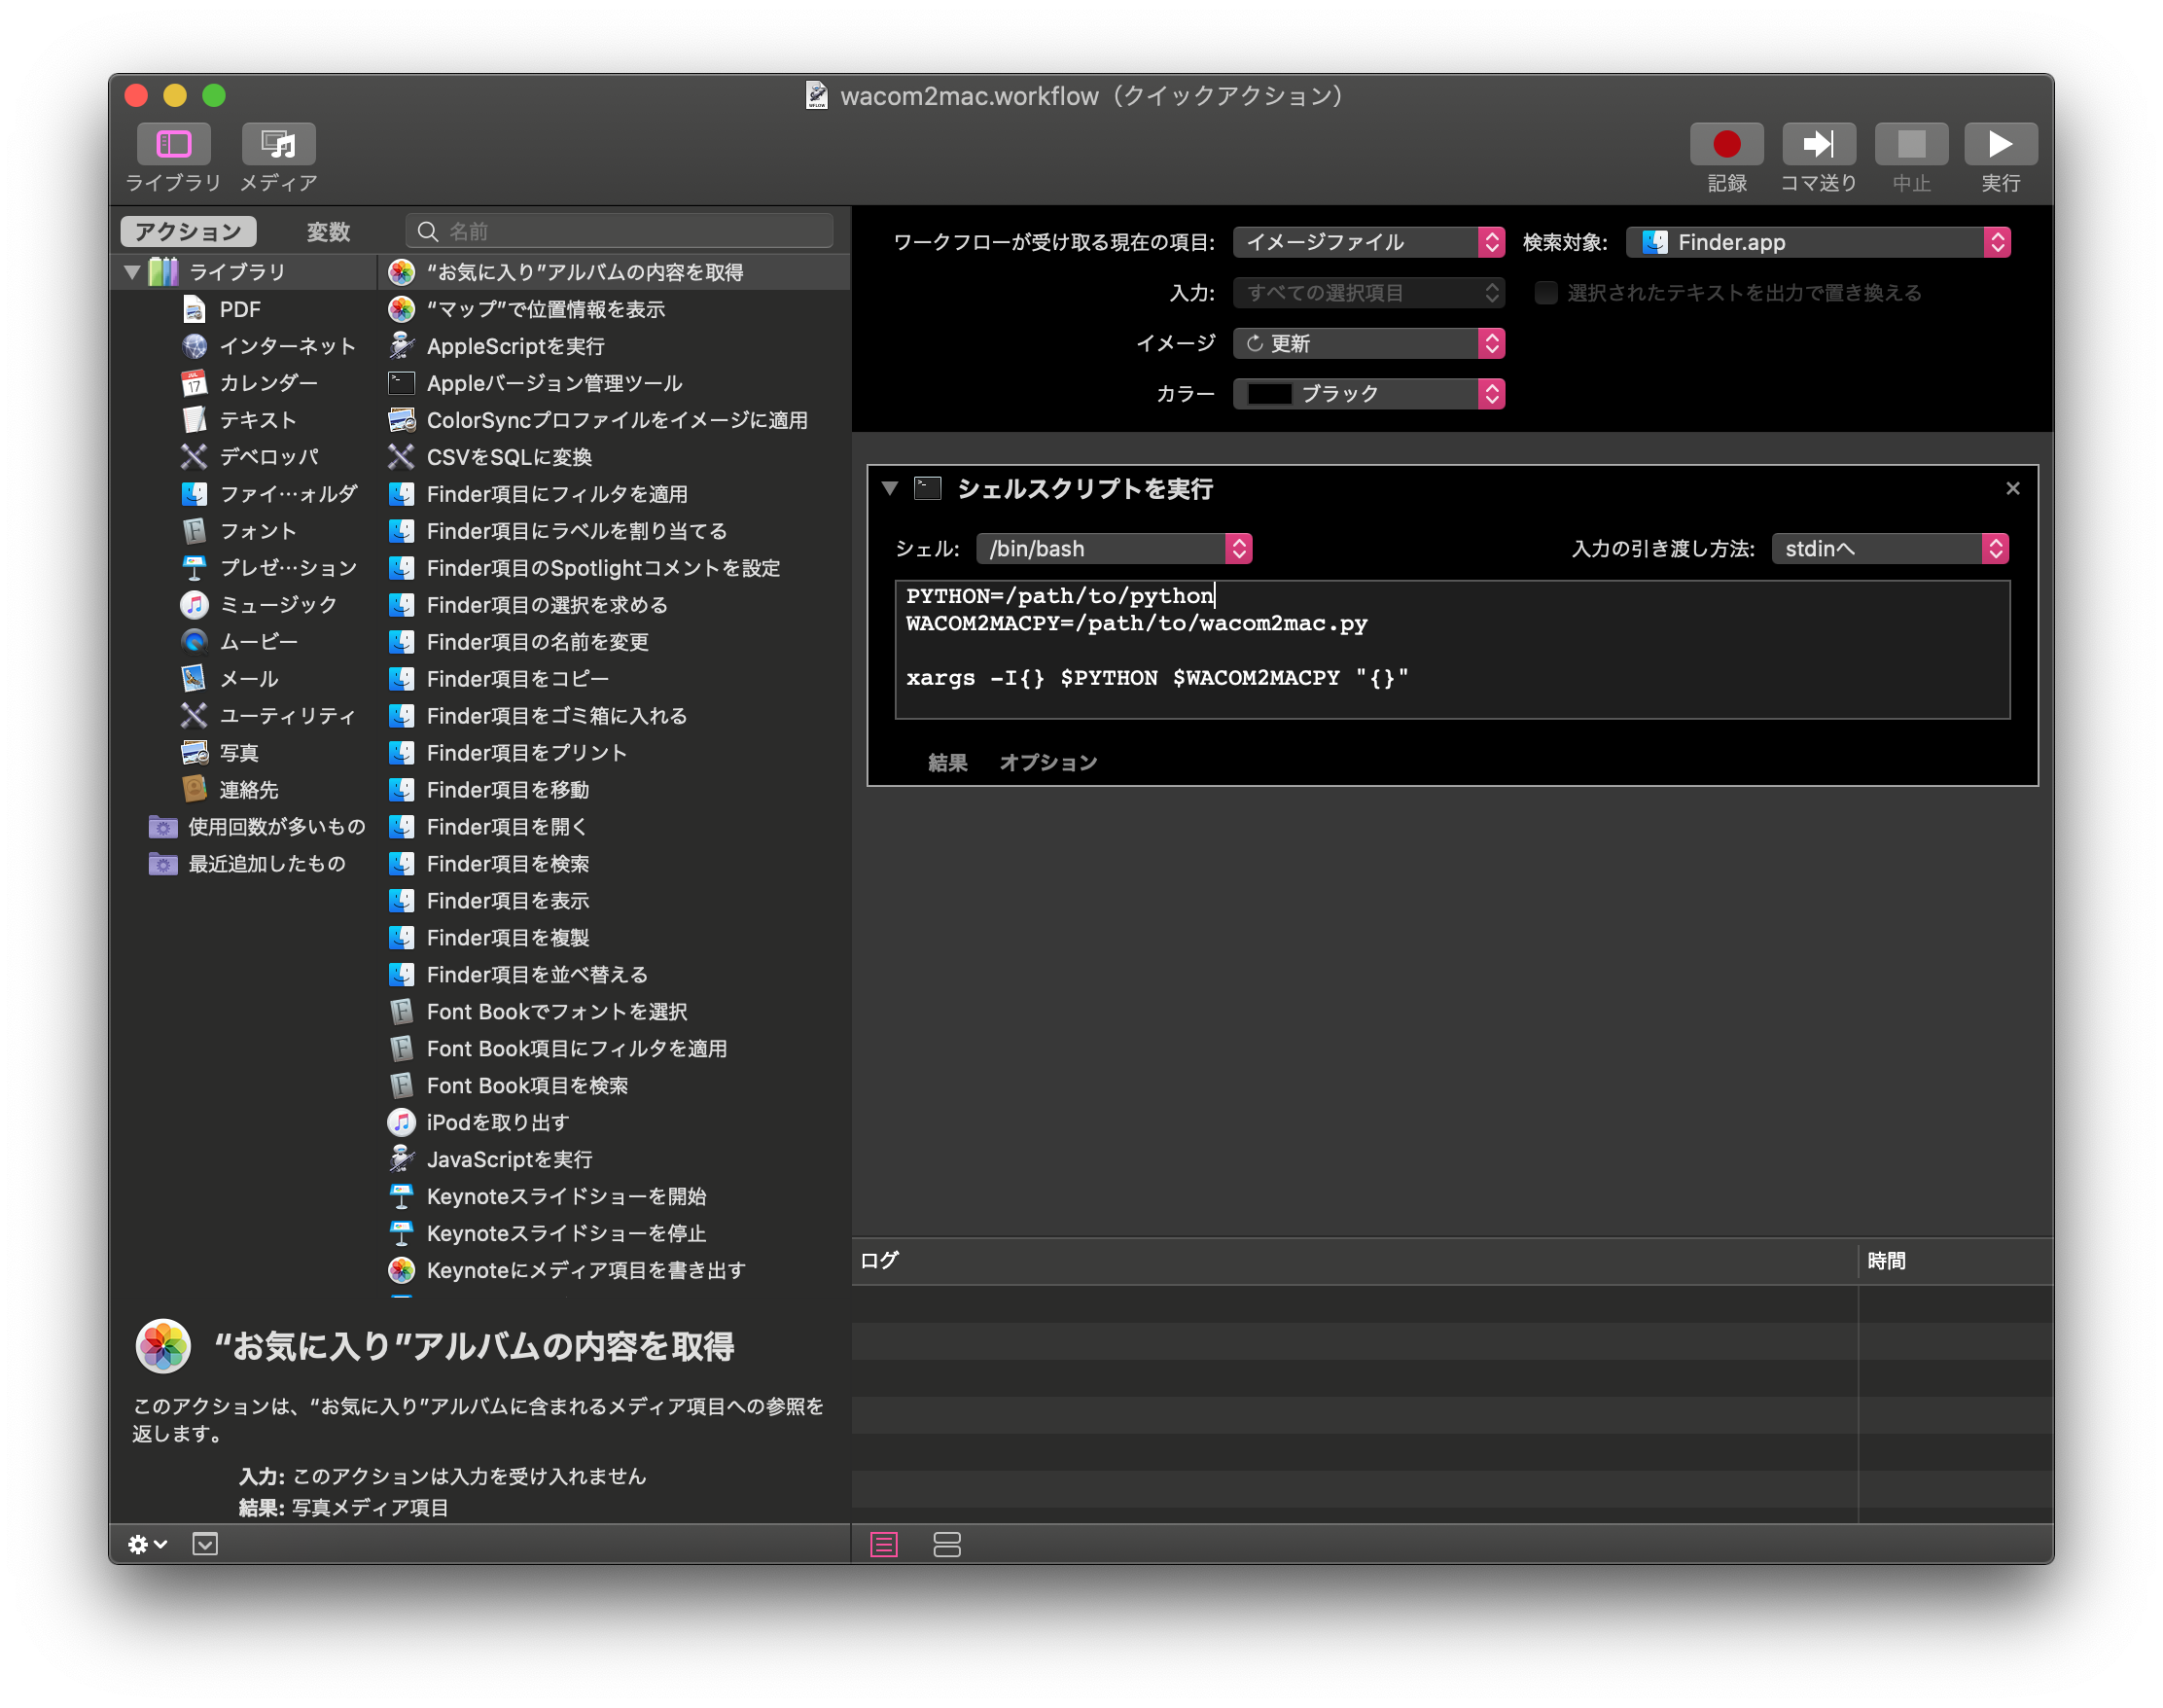 wacom2mac.workflow（クイックアクション）
ライブラリ
メディア
記録
コマ送り
中止
実行
アクション
変数
名前
ライブラリ
PDF
インターネット
カレンダー
テキスト
デベロッパ
ファイ…ォルダ
フォント
プレゼ…ション
ミュージック
ムービー
メール
ユーティリティ
写真
連絡先
使用回数が多いもの
最近追加したもの
“お気に入り”アルバムの内容を取得
“マップ”で位置情報を表示
AppleScriptを実行
Appleバージョン管理ツール
ColorSyncプロファイルをイメージに適用
CSVをSQLに変換
Finder項目にフィルタを適用
Finder項目にラベルを割り当てる
Finder項目のSpotlightコメントを設定
Finder項目の選択を求める
Finder項目の名前を変更
Finder項目をコピー
Finder項目をゴミ箱に入れる
Finder項目をプリント
Finder項目を移動
Finder項目を開く
Finder項目を検索
Finder項目を表示
Finder項目を複製
Finder項目を並べ替える
Font Bookでフォントを選択
Font Book項目にフィルタを適用
Font Book項目を検索
iPodを取り出す
JavaScriptを実行
Keynoteスライドショーを開始
Keynoteスライドショーを停止
Keynoteにメディア項目を書き出す
“お気に入り”アルバムの内容を取得
このアクションは、“お気に入り”アルバムに含まれるメディア項目への参照を
返します。
入力: このアクションは入力を受け入れません
結果: 写真メディア項目
ワークフローが受け取る現在の項目: イメージファイル 検索対象: Finder.app
入力: すべての選択項目 選択されたテキストを出力で置き換える
イメージ 更新
カラー ブラック
シェルスクリプトを実行
シェル: /bin/bash 入力の引き渡し方法: stdinへ
PYTHON=/path/to/python
WACOM2MACPY=/path/to/wacom2mac.py
xargs -I{} $PYTHON $WACOM2MACPY "{}"
結果 オプション
ログ 時間